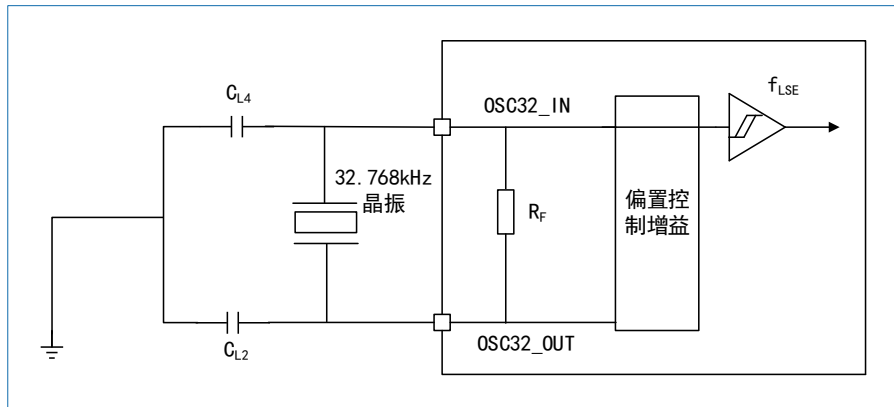 f_LSE
C_L4
OSC32_IN
32.768kHz
晶振
R_F
偏置控
制增益
OSC32_OUT
C_L2